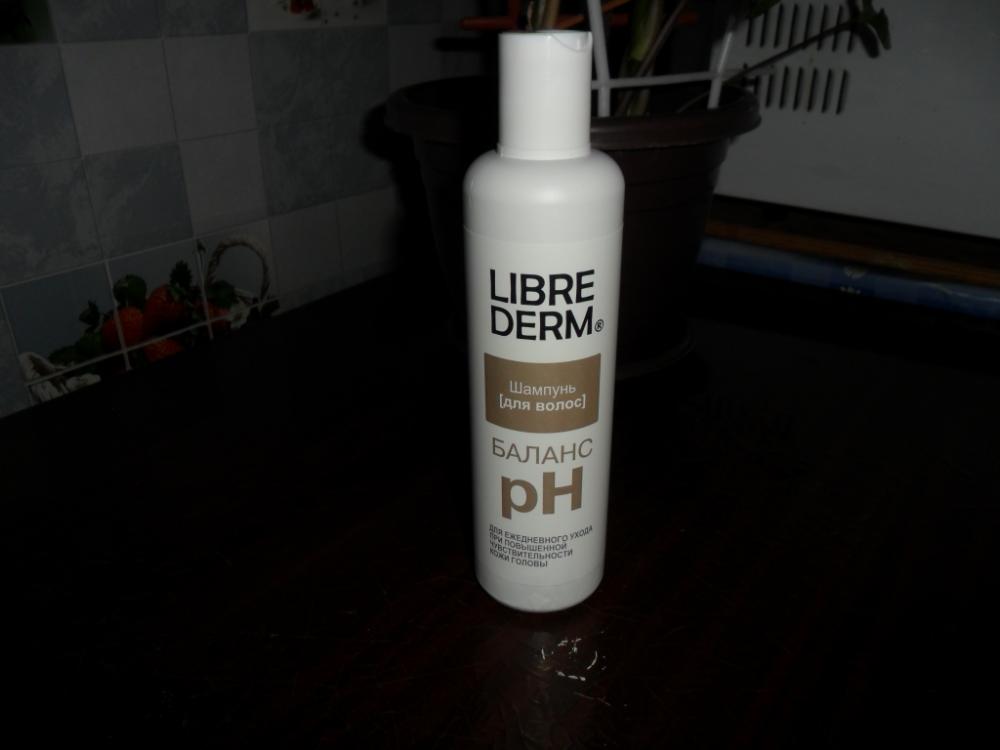 LIBRE
DERM®
Шампунь
[для волос]
БАЛАНС
pH
ДЛЯ ЕЖЕДНЕВНОГО УХОДА
ПРИ ПОВЫШЕННОЙ
ЧУВСТВИТЕЛЬНОСТИ
КОЖИ ГОЛОВЫ